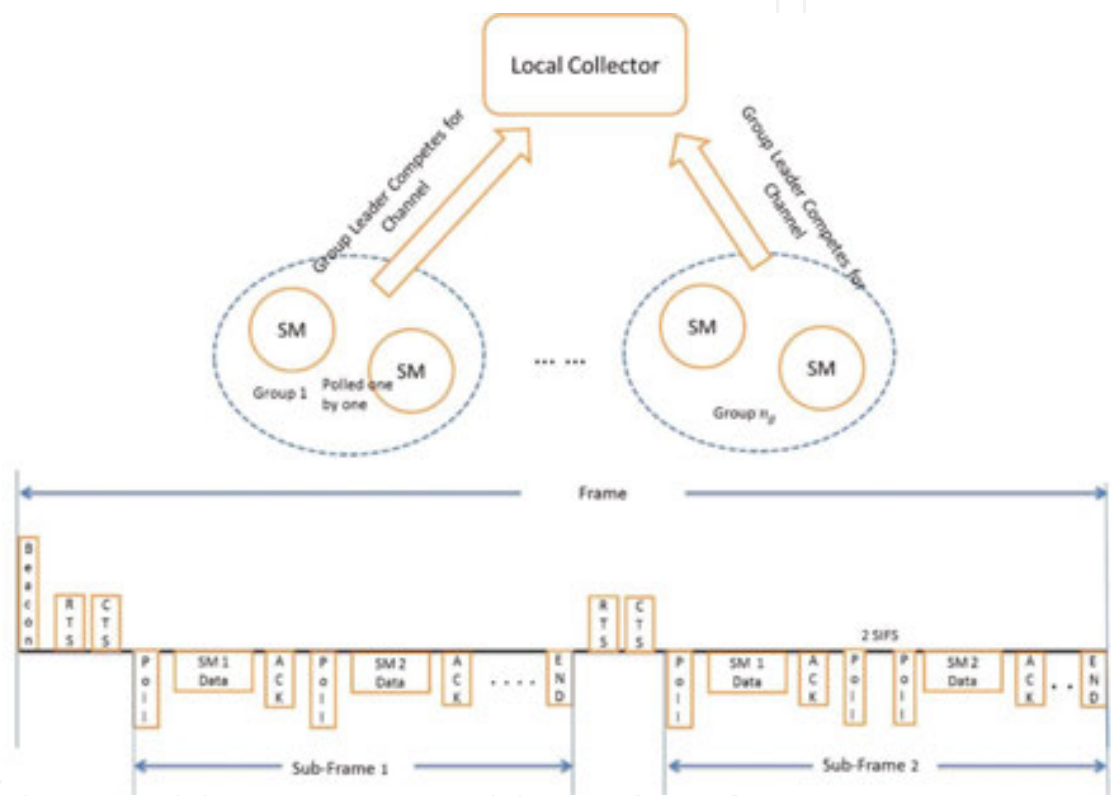 Local Collector
Group Leader Competes for
Channel
Group Leader Competes for
Channel
SM
SM
Group 1
Polled one
by one
... ...
SM
SM
Group ng
Frame
Beacon
RTS
CTS
RTS
CTS
2 SIFS
Poll
SM 1
Data
ACK
Poll
SM 2
Data
ACK
....
END
Poll
SM 1
Data
ACK
Poll
Poll
SM 2
Data
ACK
..
END
Sub-Frame 1
Sub-Frame 2